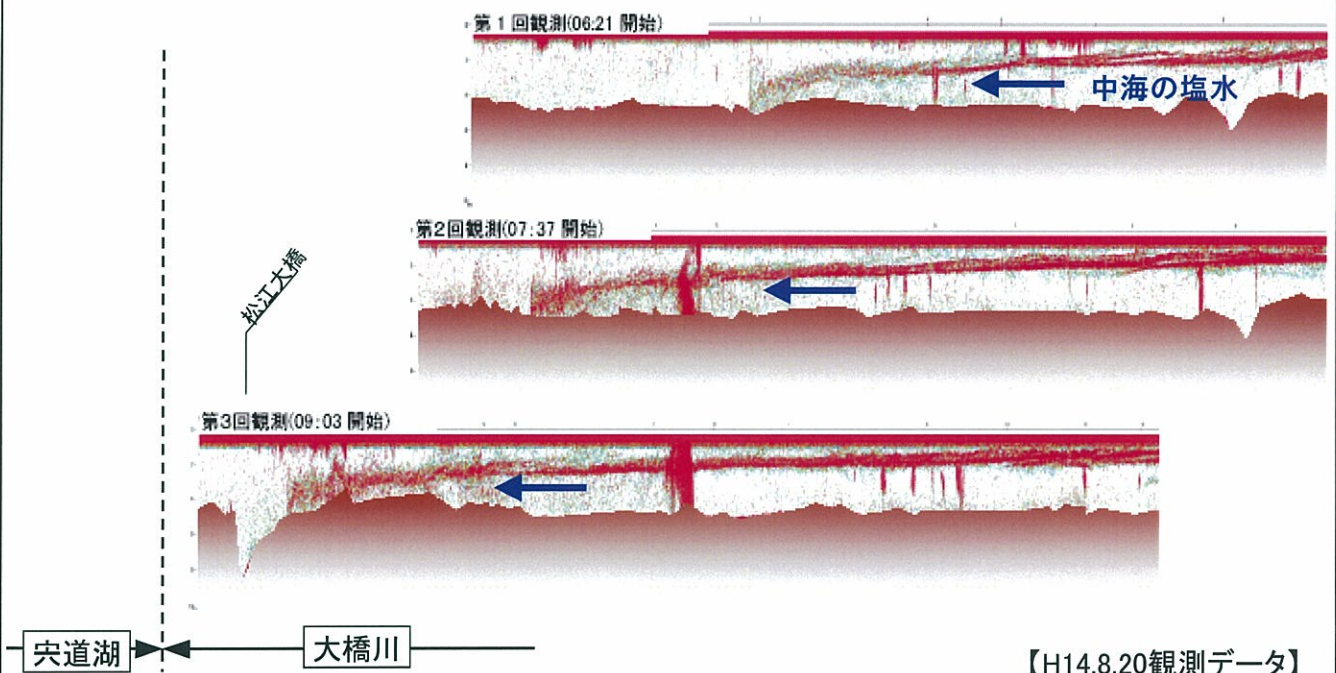 第1回観測(06:21 開始)
中海の塩水
第2回観測(07:37 開始)
松江大橋
第3回観測(09:03 開始)
宍道湖
大橋川
【H14.8.20観測データ】